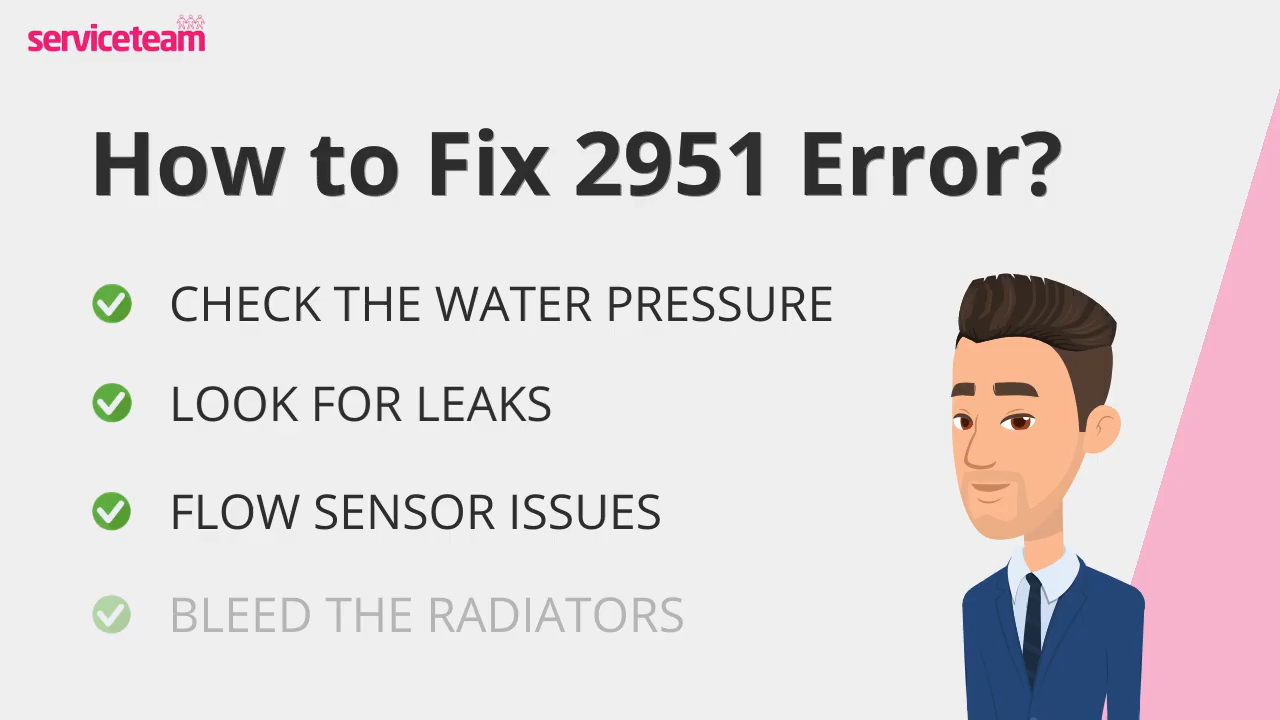 serviceteam
How to Fix 2951 Error?
CHECK THE WATER PRESSURE
LOOK FOR LEAKS
FLOW SENSOR ISSUES
BLEED THE RADIATORS